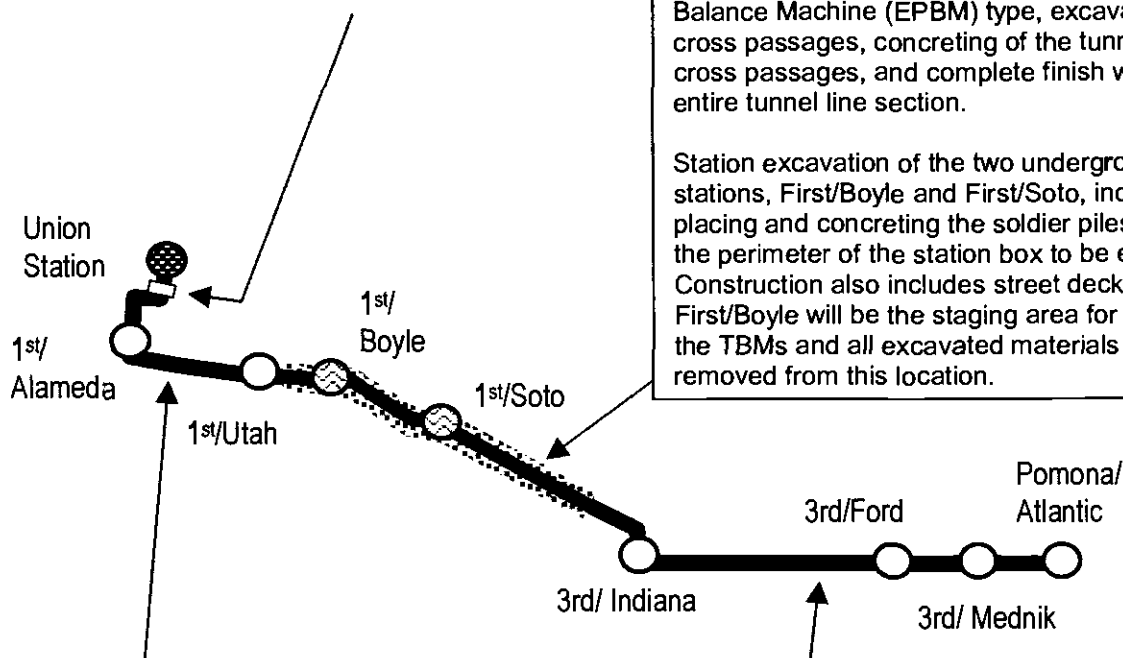 Balance Machine (EPBM) type, excava
cross passages, concreting of the tunn
cross passages, and complete finish w
entire tunnel line section.
Station excavation of the two undergro
stations, First/Boyle and First/Soto, inc
placing and concreting the soldier piles
the perimeter of the station box to be e
Construction also includes street deck
First/Boyle will be the staging area for
the TBMs and all excavated materials
removed from this location.
Union
Station
1st/
Alameda
1st/Utah
1st/
Boyle
1st/Soto
3rd/ Indiana
3rd/Ford
3rd/ Mednik
Pomona/
Atlantic